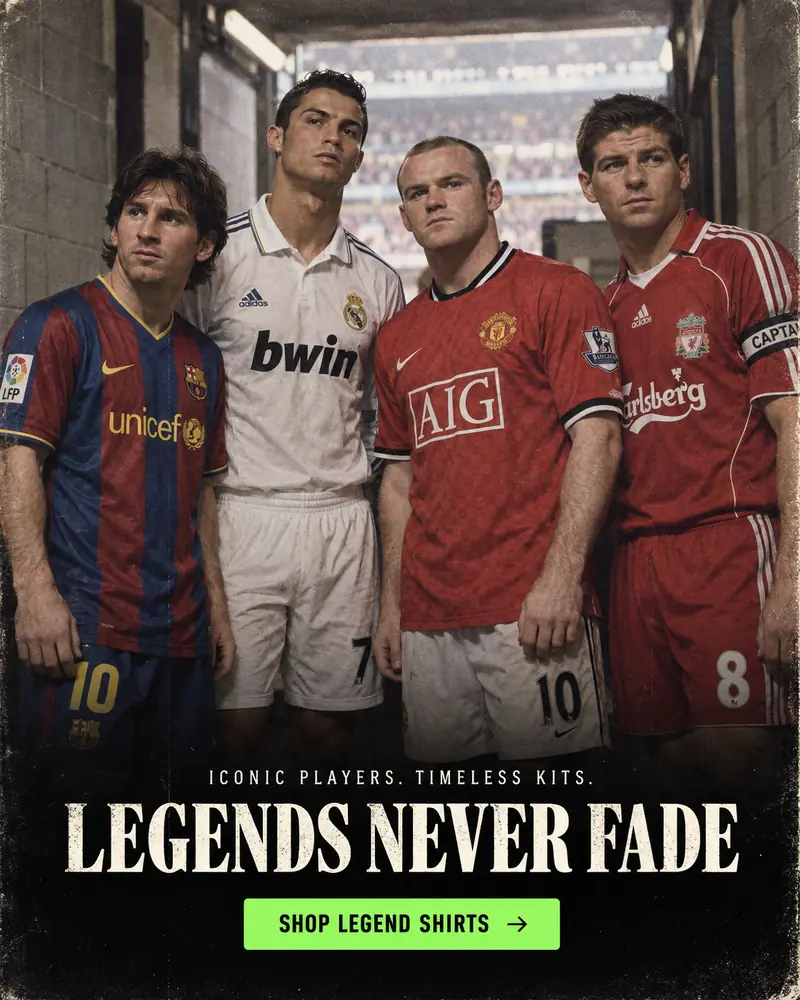 LFP
unicef
10
adidas
bwin
7
AIG
10
adidas
Carlsberg
CAPTA
8
ICONIC PLAYERS. TIMELESS KITS.
LEGENDS NEVER FADE
SHOP LEGEND SHIRTS →